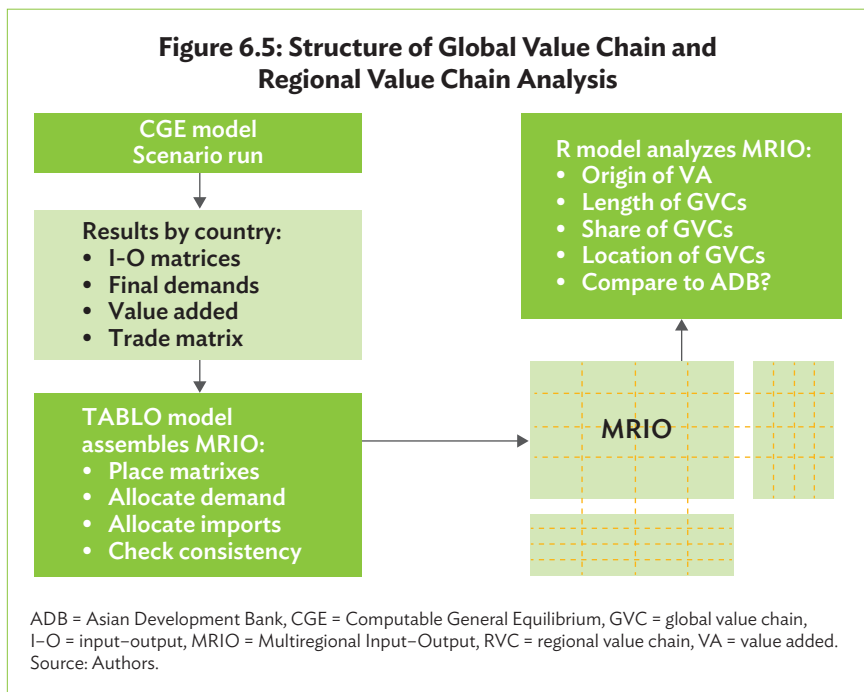 Figure 6.5: Structure of Global Value Chain and
Regional Value Chain Analysis
CGE model
Scenario run
Results by country:
• I-O matrices
• Final demands
• Value added
• Trade matrix
TABLO model
assembles MRIO:
• Place matrixes
• Allocate demand
• Allocate imports
• Check consistency
R model analyzes MRIO:
• Origin of VA
• Length of GVCs
• Share of GVCs
• Location of GVCs
• Compare to ADB?
MRIO
ADB = Asian Development Bank, CGE = Computable General Equilibrium, GVC = global value chain,
I–O = input–output, MRIO = Multiregional Input–Output, RVC = regional value chain, VA = value added.
Source: Authors.